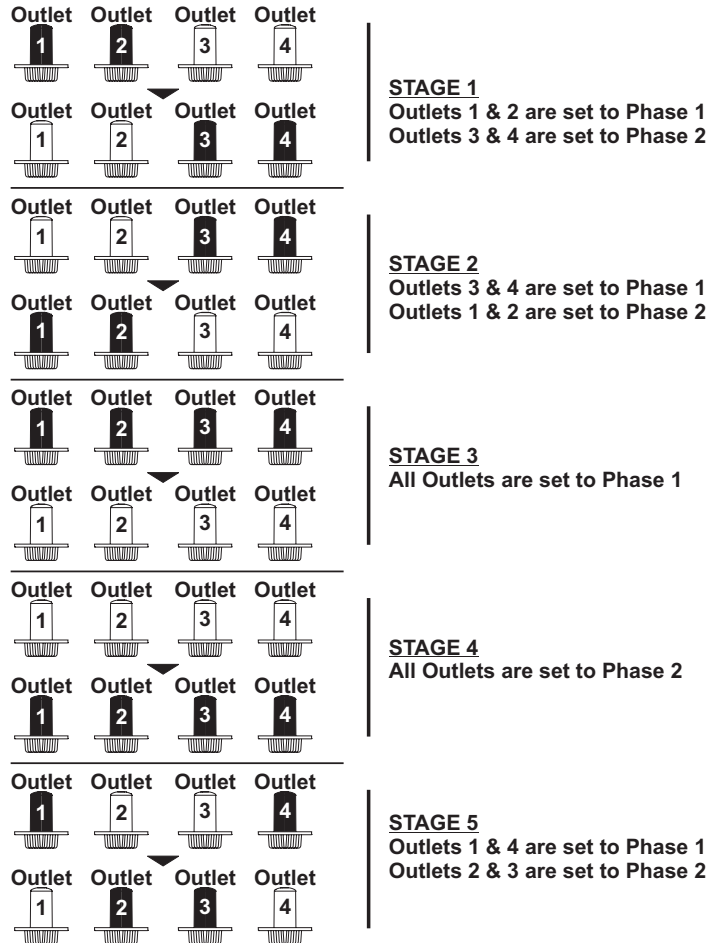 Outlet Outlet Outlet Outlet
1 2 3 4
Outlet Outlet Outlet Outlet
1 2 3 4
STAGE 1
Outlets 1 & 2 are set to Phase 1
Outlets 3 & 4 are set to Phase 2
Outlet Outlet Outlet Outlet
1 2 3 4
Outlet Outlet Outlet Outlet
1 2 3 4
STAGE 2
Outlets 3 & 4 are set to Phase 1
Outlets 1 & 2 are set to Phase 2
Outlet Outlet Outlet Outlet
1 2 3 4
Outlet Outlet Outlet Outlet
1 2 3 4
STAGE 3
All Outlets are set to Phase 1
Outlet Outlet Outlet Outlet
1 2 3 4
Outlet Outlet Outlet Outlet
1 2 3 4
STAGE 4
All Outlets are set to Phase 2
Outlet Outlet Outlet Outlet
1 2 3 4
Outlet Outlet Outlet Outlet
1 2 3 4
STAGE 5
Outlets 1 & 4 are set to Phase 1
Outlets 2 & 3 are set to Phase 2